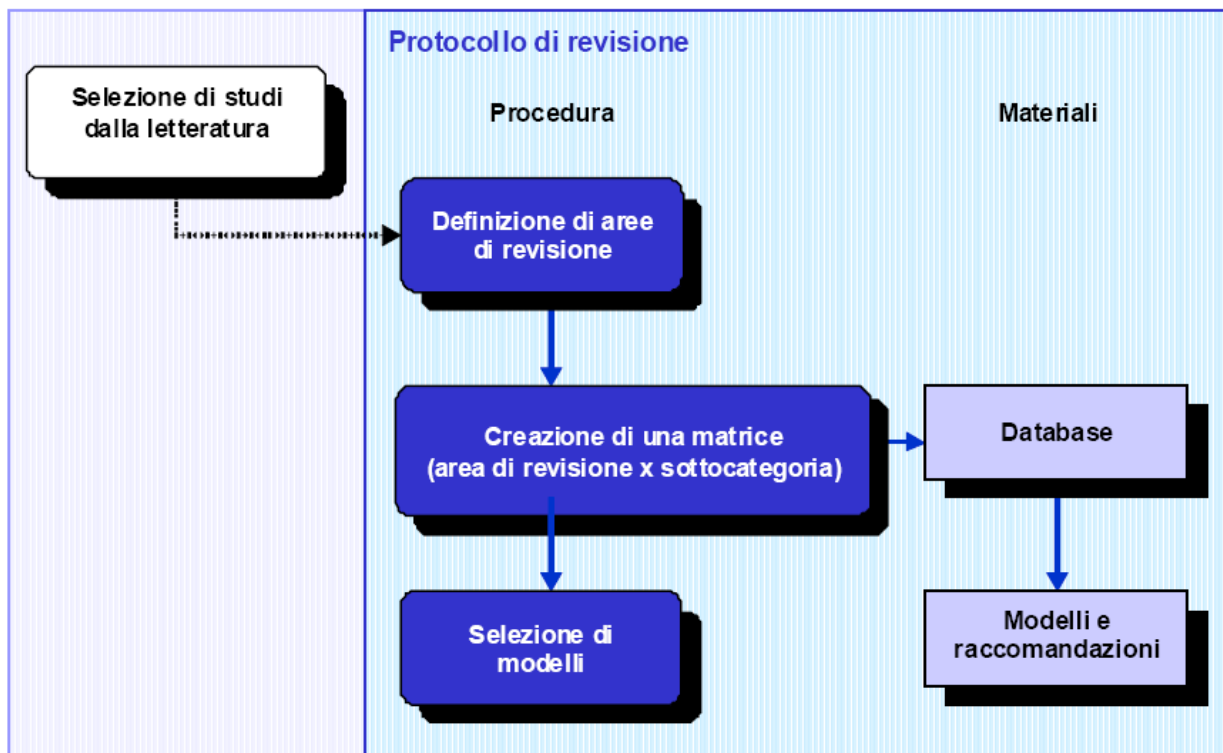 Protocollo di revisione
Selezione di studi
dalla letteratura
Procedura
Materiali
Definizione di aree
di revisione
Creazione di una matrice
(area di revisione x sottocategoria)
Database
Selezione di
modelli
Modelli e
raccomandazioni